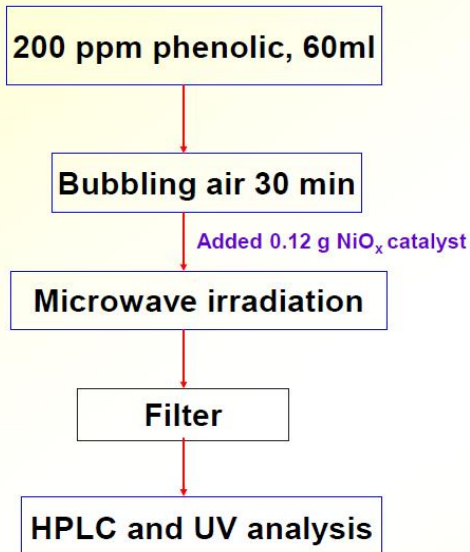 200 ppm phenolic, 60ml
Bubbling air 30 min
Added 0.12 g NiOₓ catalyst
Microwave irradiation
Filter
HPLC and UV analysis